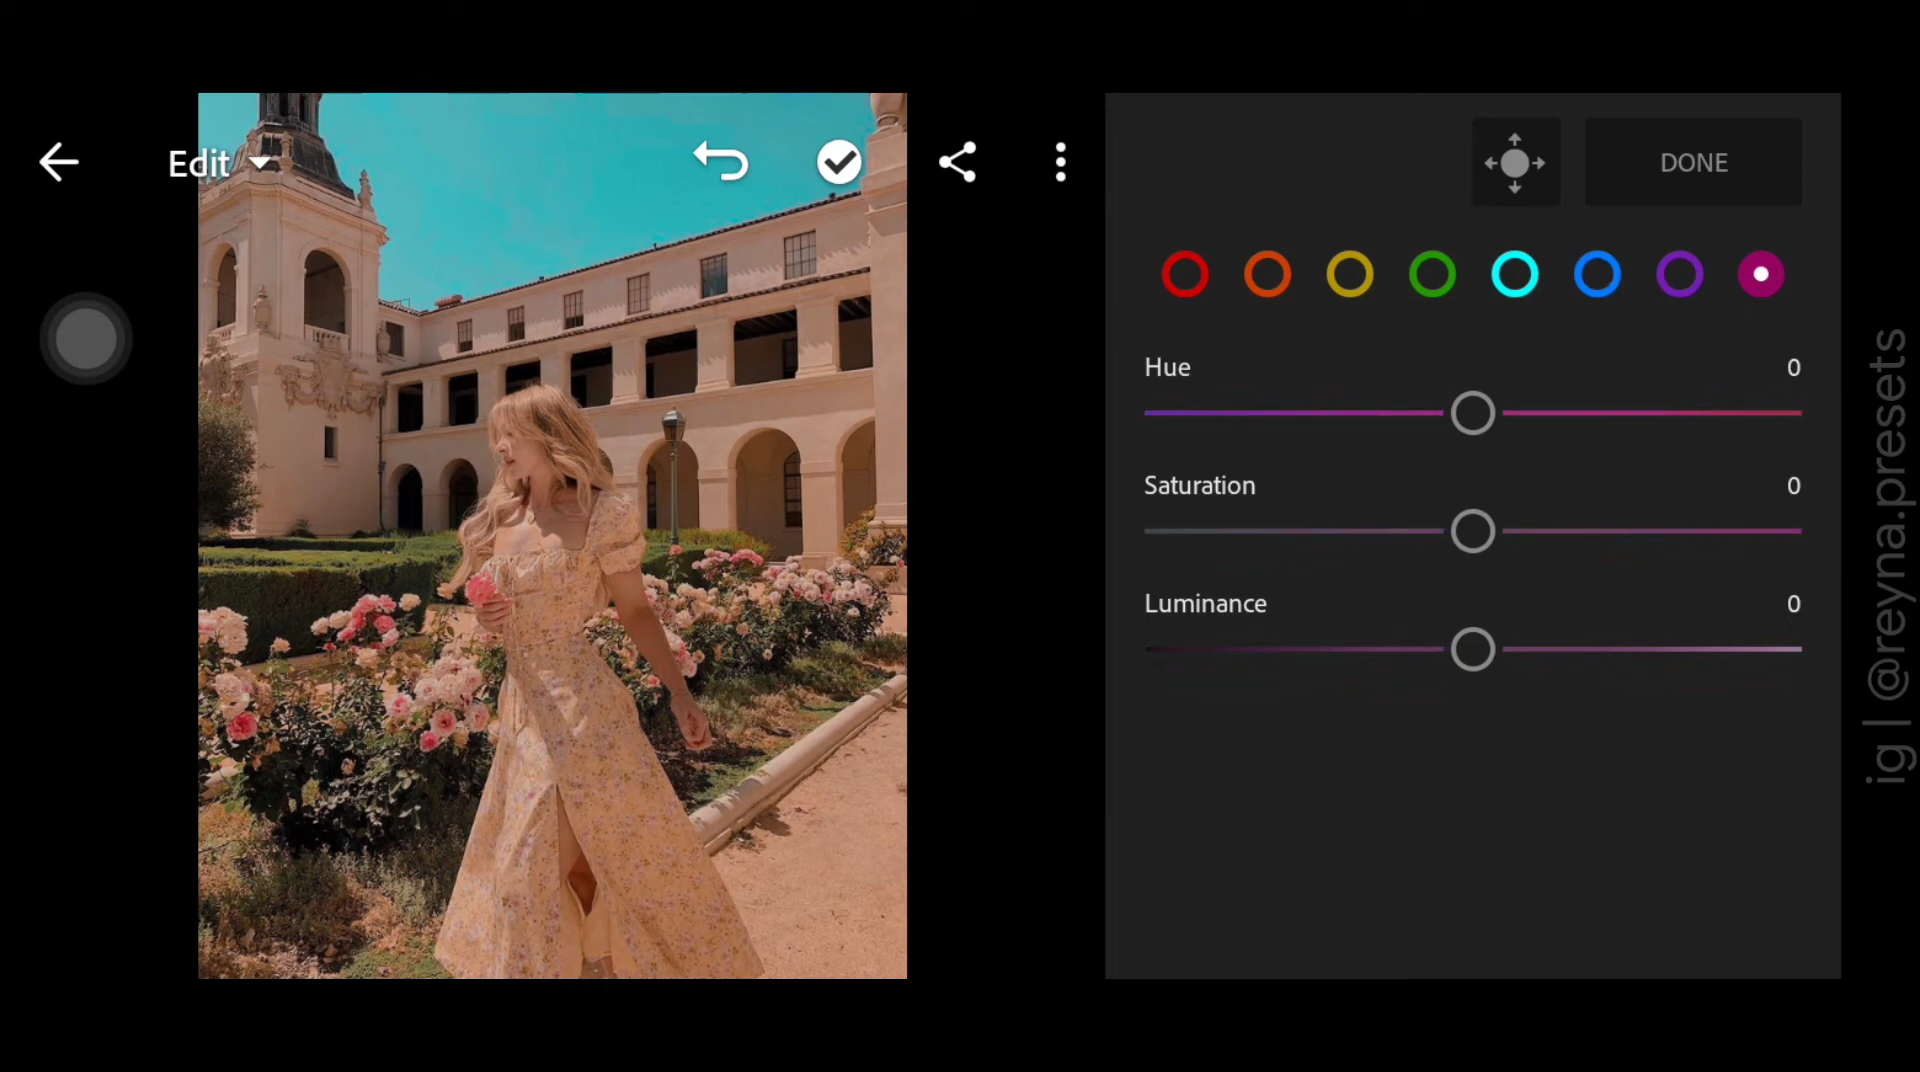 Edit
DONE
Hue 0
Saturation 0
Luminance 0
ig | @reyna.presets